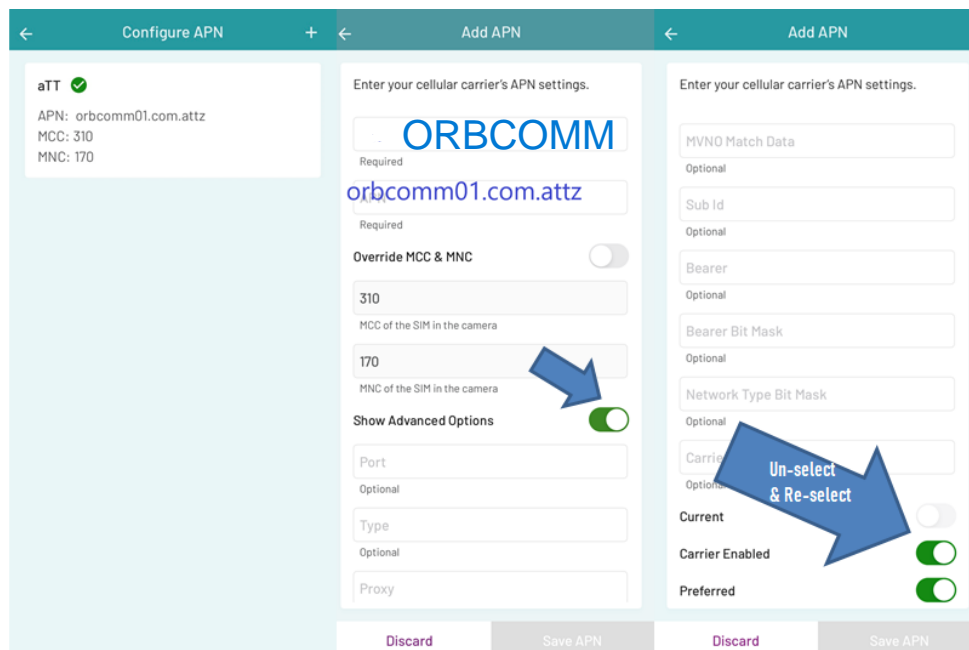 Configure APN
+
aTT
APN: orbcomm01.com.attz
MCC: 310
MNC: 170
Add APN
Enter your cellular carrier's APN settings.
ORBCOMM
Required
orbcomm01.com.attz
APN
Required
Override MCC & MNC
310
MCC of the SIM in the camera
170
MNC of the SIM in the camera
Show Advanced Options
Port
Optional
Type
Optional
Proxy
Discard
Save APN
Add APN
Enter your cellular carrier's APN settings.
MVNO Match Data
Optional
Sub Id
Optional
Bearer
Optional
Bearer Bit Mask
Optional
Network Type Bit Mask
Optional
Un-select
& Re-select
Current
Carrier Enabled
Preferred
Discard
Save APN